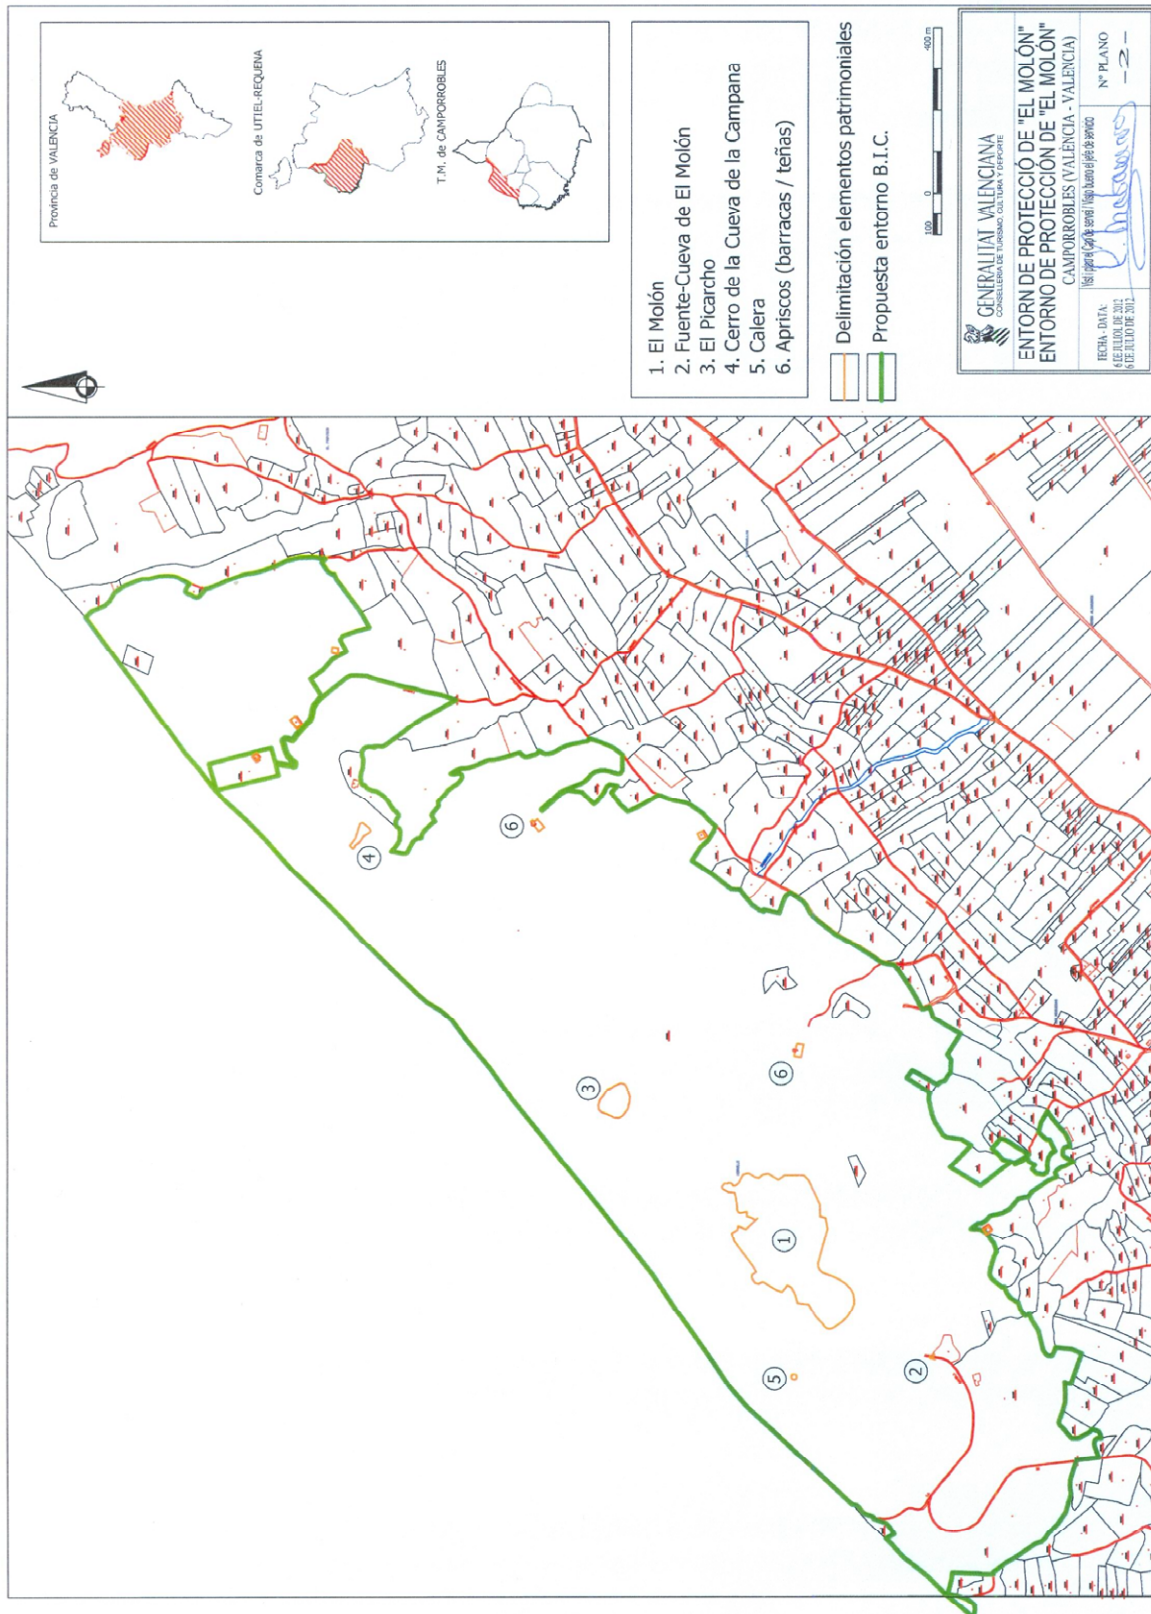 Provincia de VALENCIA
Comarca de UTIEL-REQUENA
T.M. de CAMPORROBLES
1. El Molón
2. Fuente-Cueva de El Molón
3. El Picarcho
4. Cerro de la Cueva de la Campana
5. Calera
6. Apriscos (barracas / teñas)
Delimitación elementos patrimoniales
Propuesta entorno B.I.C.
100 0 400 m
GENERALITAT VALENCIANA
CONSELLERIA DE TURISMO, CULTURA Y DEPORTE
ENTORN DE PROTECCIÓ DE "EL MOLÓN"
ENTORNO DE PROTECCIÓN DE "EL MOLÓN"
CAMPORROBLES (VALÈNCIA - VALENCIA)
FECHA - DATA:
6 DE JULIOL DE 2012
6 DE JULIO DE 2012
Nº PLANO
-2-
4
6
3
6
1
5
2